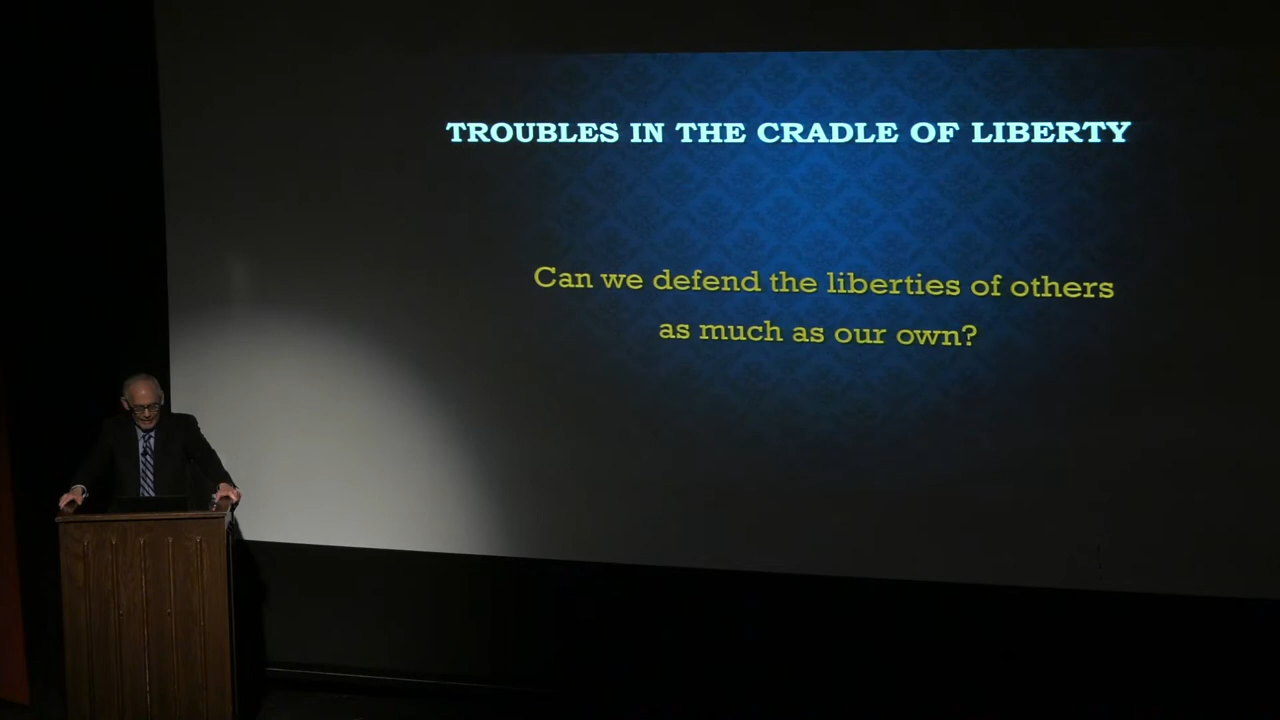 TROUBLES IN THE CRADLE OF LIBERTY
Can we defend the liberties of others
as much as our own?